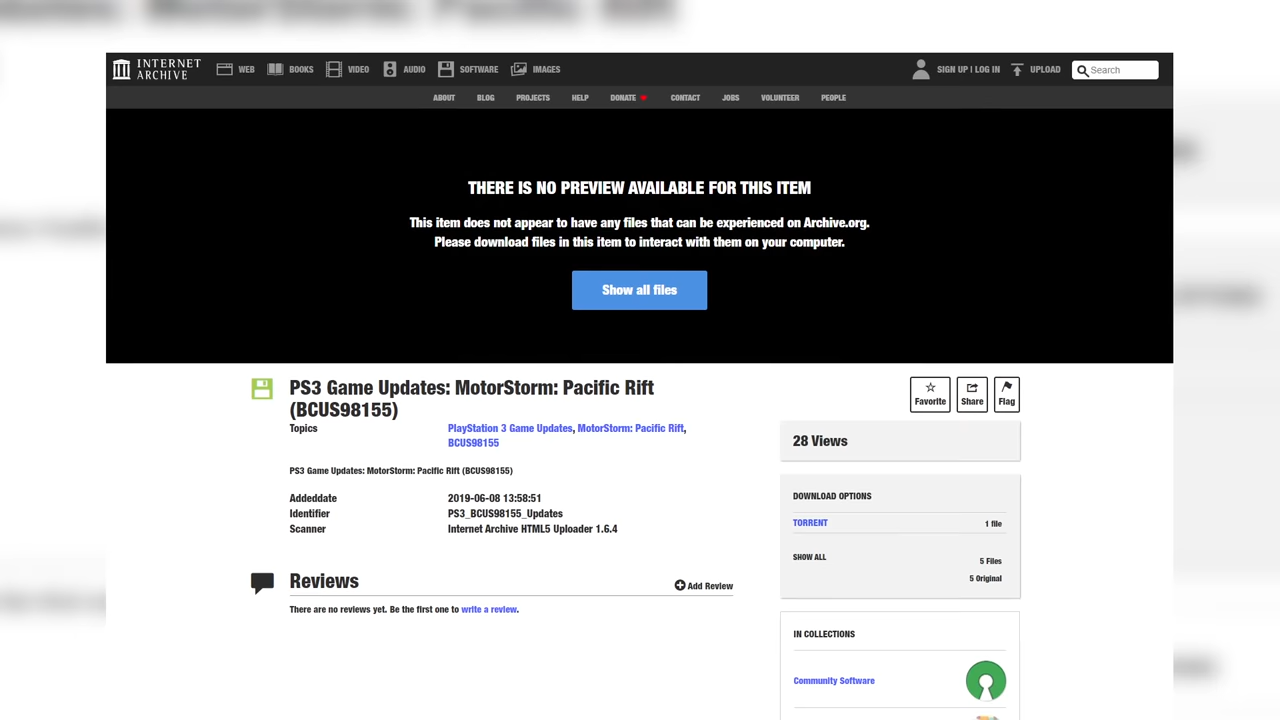 INTERNET
ARCHIVE
WEB
BOOKS
VIDEO
AUDIO
SOFTWARE
IMAGES
SIGN UP | LOG IN
UPLOAD
Search
ABOUT
BLOG
PROJECTS
HELP
DONATE
CONTACT
JOBS
VOLUNTEER
PEOPLE
THERE IS NO PREVIEW AVAILABLE FOR THIS ITEM
This item does not appear to have any files that can be experienced on Archive.org.
Please download files in this item to interact with them on your computer.
Show all files
PS3 Game Updates: MotorStorm: Pacific Rift
(BCUS98155)
Topics
PlayStation 3 Game Updates, MotorStorm: Pacific Rift,
BCUS98155
PS3 Game Updates: MotorStorm: Pacific Rift (BCUS98155)
Addeddate 2019-06-08 13:58:51
Identifier PS3_BCUS98155_Updates
Scanner Internet Archive HTML5 Uploader 1.6.4
Reviews
Add Review
There are no reviews yet. Be the first one to write a review.
Favorite
Share
Flag
28 Views
DOWNLOAD OPTIONS
TORRENT 1 file
SHOW ALL 5 Files
5 Original
IN COLLECTIONS
Community Software